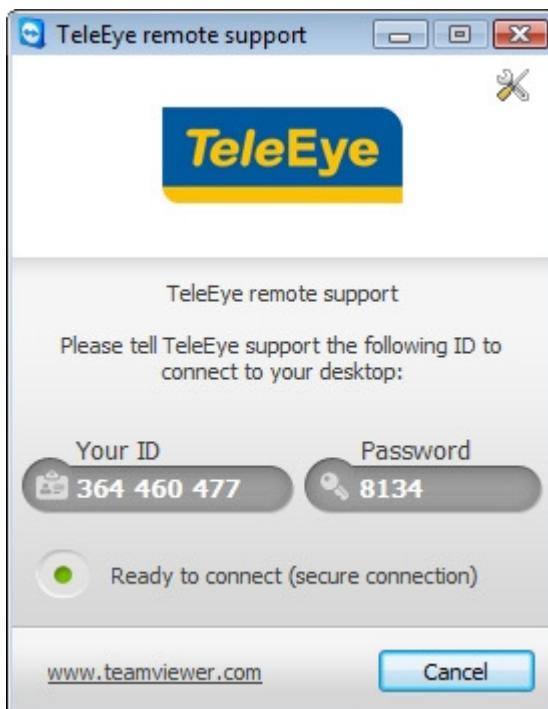 TeleEye remote support
TeleEye
TeleEye remote support
Please tell TeleEye support the following ID to
connect to your desktop:
Your ID
Password
364 460 477
8134
Ready to connect (secure connection)
www.teamviewer.com
Cancel